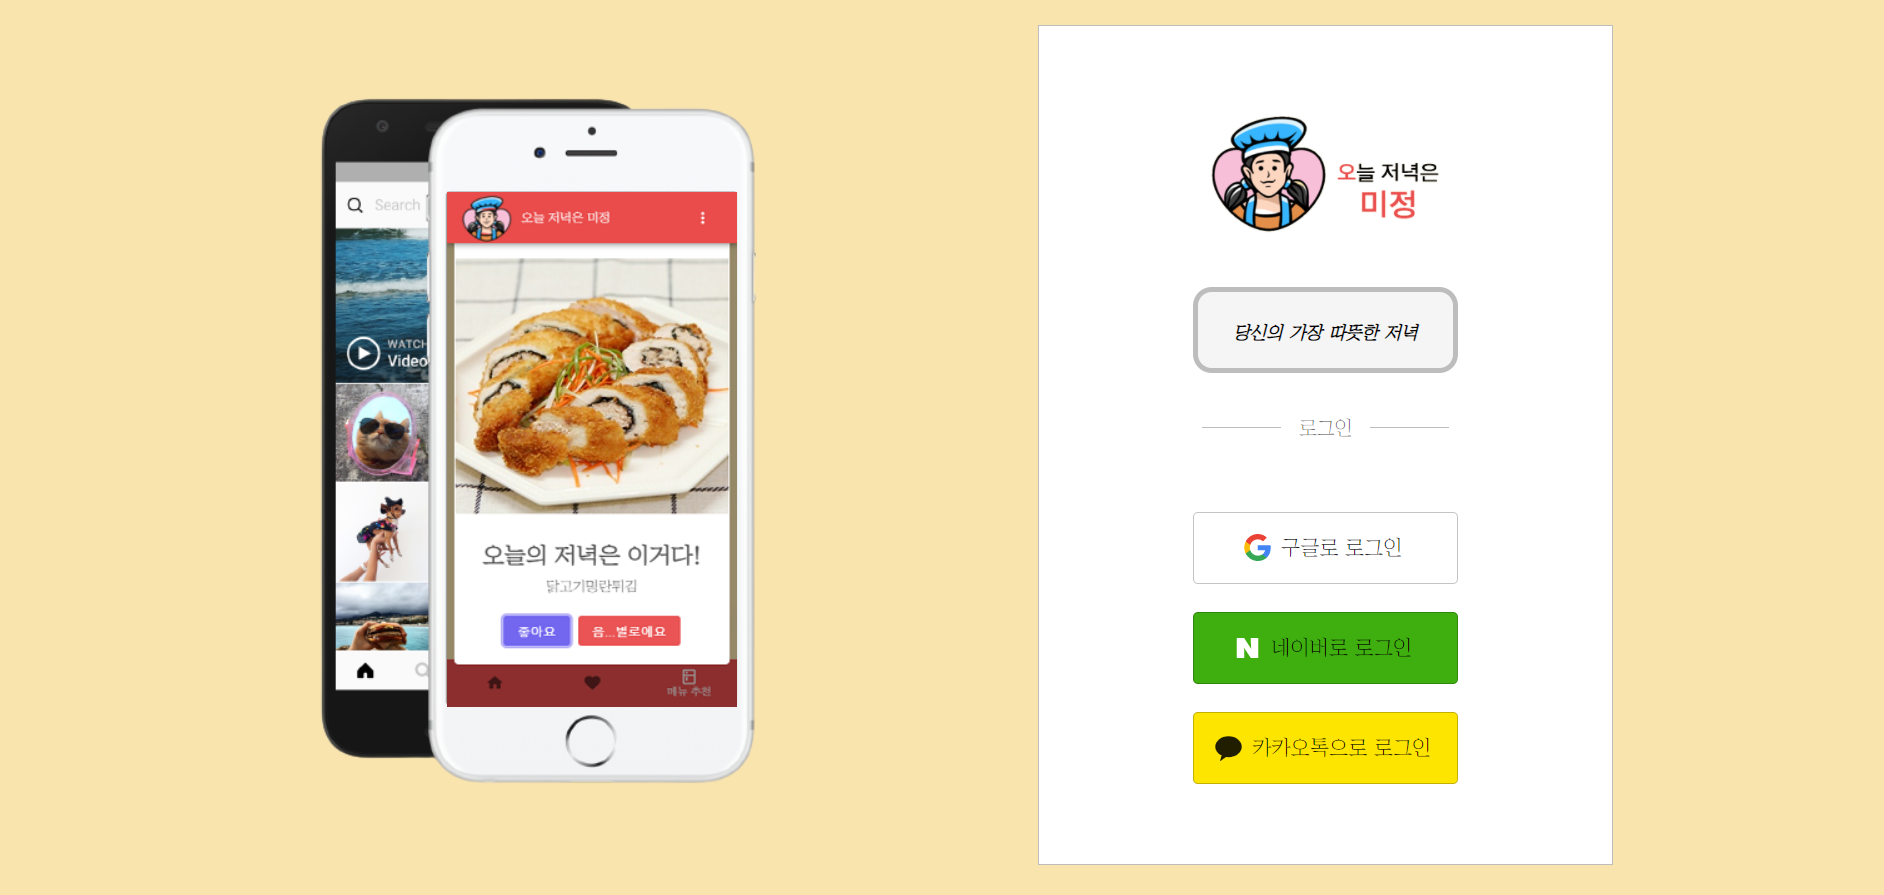 Search
WATCH
Video
오늘 저녁은 미정
오늘의 저녁은 이거다!
닭고기명란튀김
좋아요
음...별로에요
메뉴 추천
오늘 저녁은
미정
당신의 가장 따뜻한 저녁
로그인
구글로 로그인
네이버로 로그인
카카오톡으로 로그인